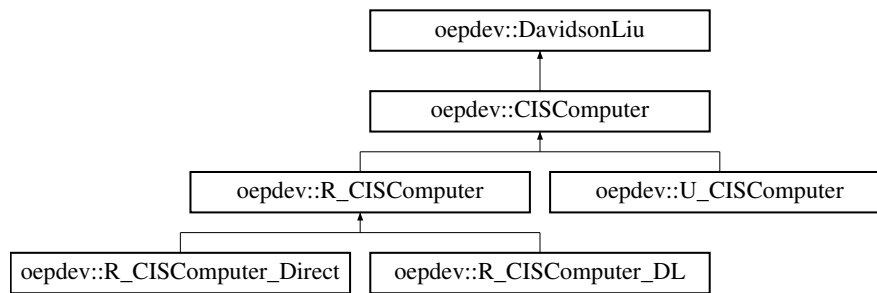 oepdev::DavidsonLiu
oepdev::CISComputer
oepdev::R_CISComputer
oepdev::U_CISComputer
oepdev::R_CISComputer_Direct
oepdev::R_CISComputer_DL